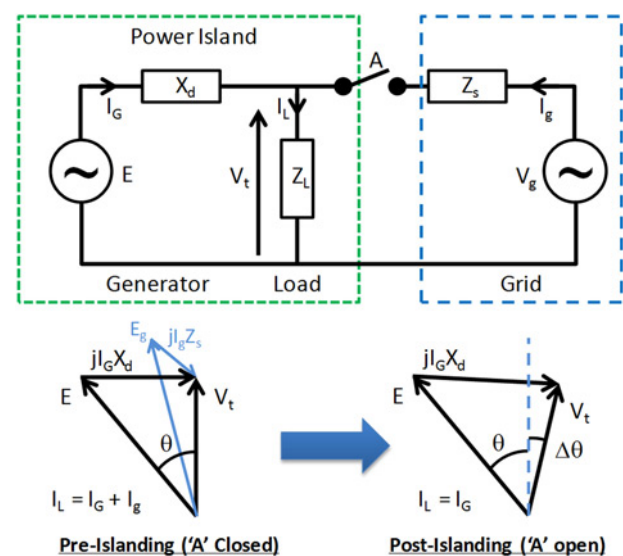 Power Island
A
X_d
Z_s
I_G
I_L
I_g
E
V_t
Z_L
V_g
Generator
Load
Grid
E_g
jI_gZ_s
jI_GX_d
E
V_t
θ
I_L = I_G + I_g
Pre-Islanding ('A' Closed)
jI_GX_d
E
V_t
θ
Δθ
I_L = I_G
Post-Islanding ('A' open)